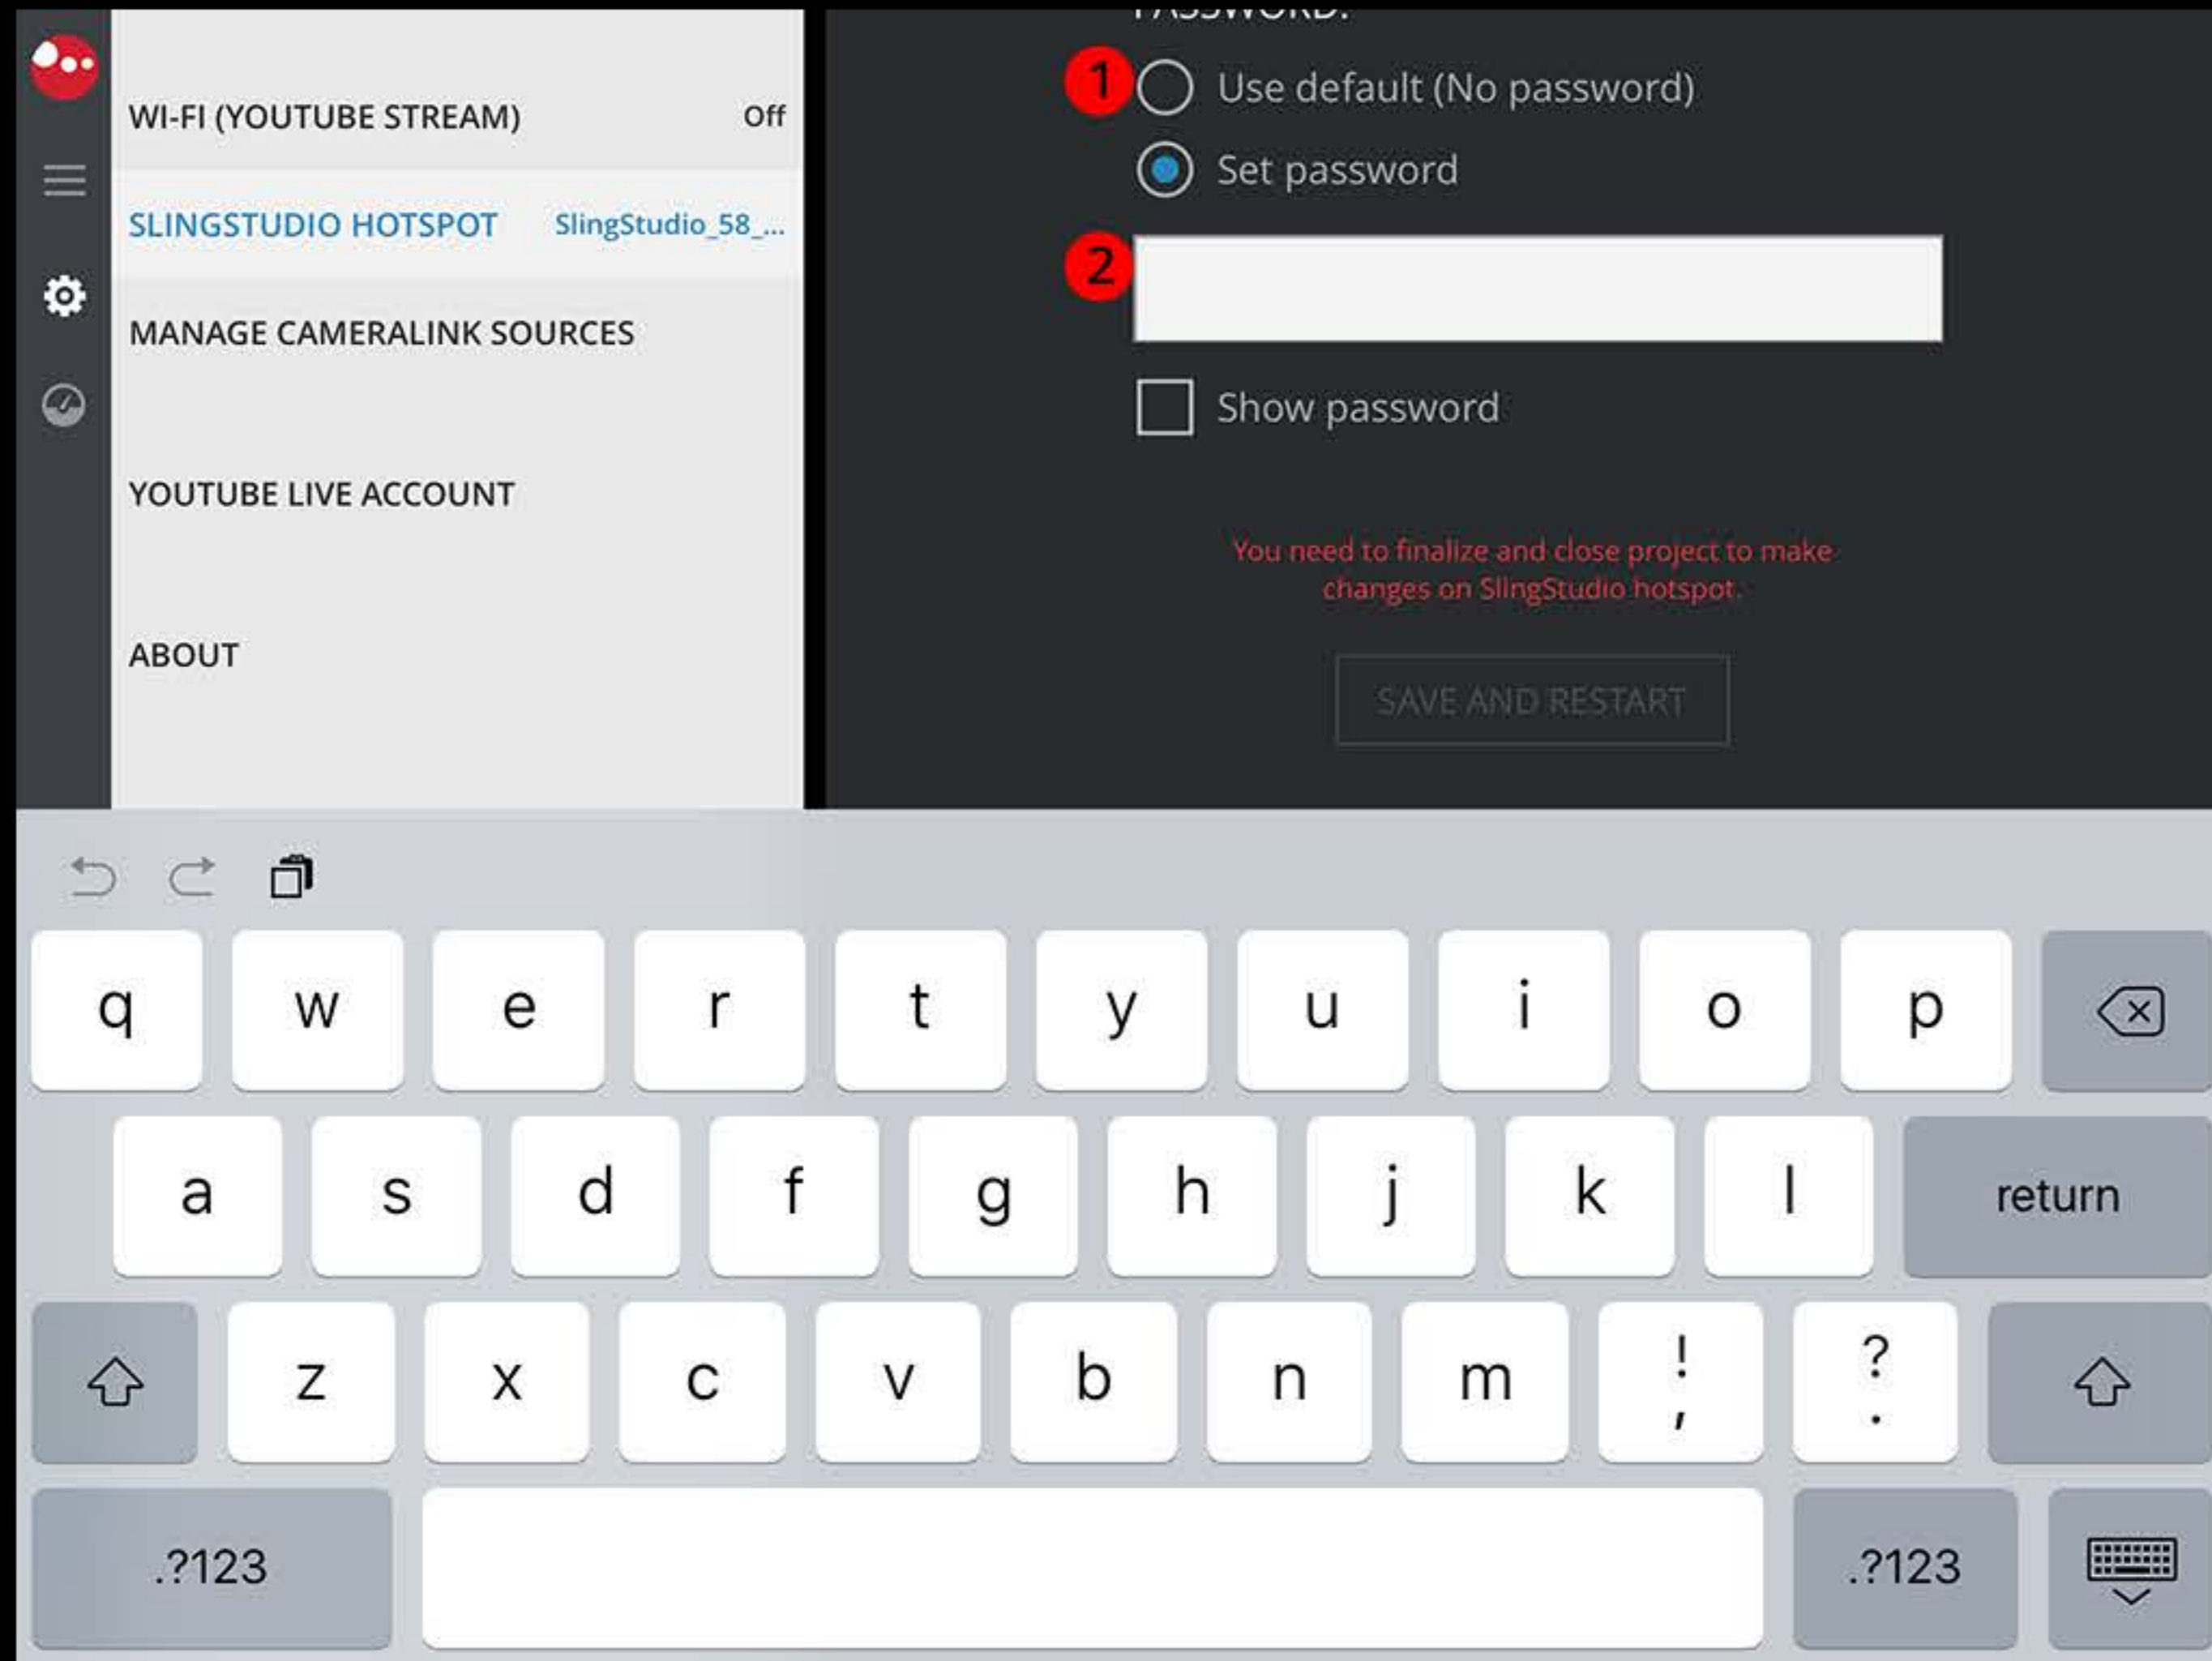 WI-FI (YOUTUBE STREAM) Off
SLINGSTUDIO HOTSPOT SlingStudio_58_...
MANAGE CAMERALINK SOURCES
YOUTUBE LIVE ACCOUNT
ABOUT
PASSWORD:
1 Use default (No password)
Set password
2
Show password
You need to finalize and close project to make
changes on SlingStudio hotspot.
SAVE AND RESTART
q w e r t y u i o p
a s d f g h j k l return
z x c v b n m ! , ? .
.?123 .?123